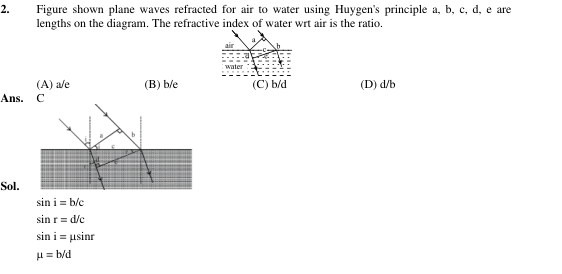 2. Figure shown plane waves refracted for air to water using Huygen's principle a, b, c, d, e are
lengths on the diagram. The refractive index of water wrt air is the ratio.
a
b
air
c
water
(A) a/e (B) b/e (C) b/d (D) d/b
Ans. C
a
b
c
Sol.
sin i = b/c
sin r = d/c
sin i = μsinr
μ = b/d